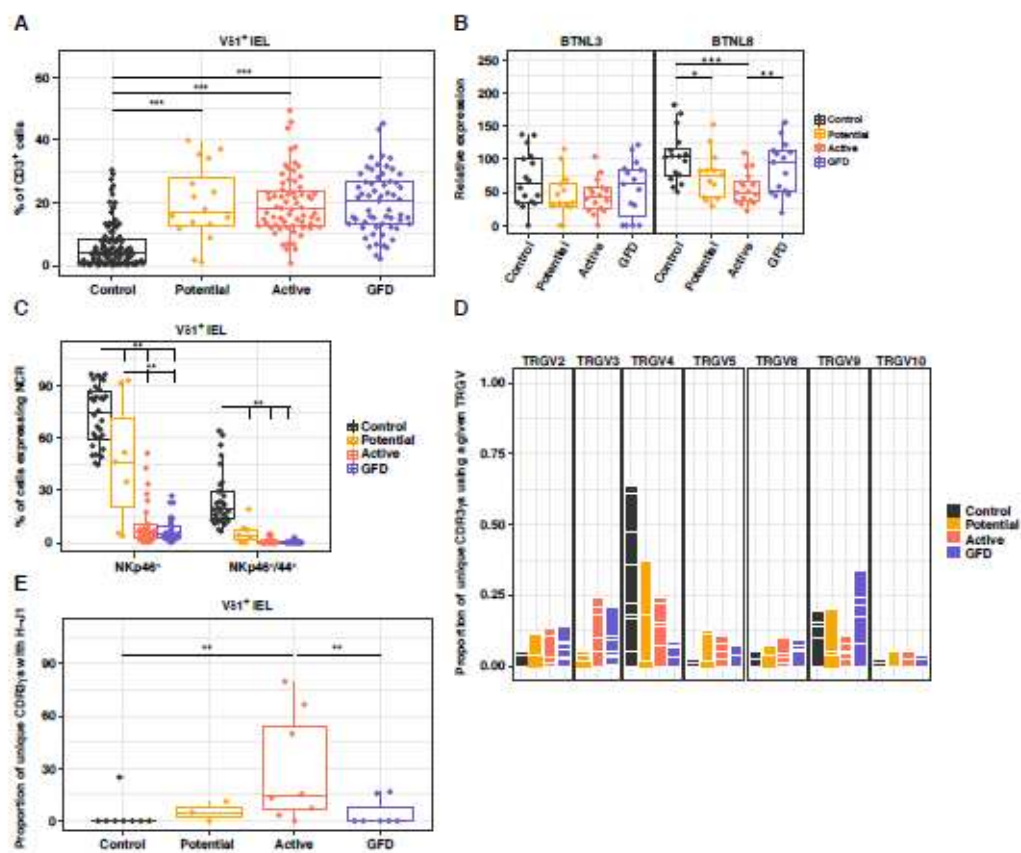 A
Vδ1⁺ IEL
% of CD3⁺ cells
60
40
20
0
***
***
***
Control Potential Active GFD
B
BTNL3 BTNL8
Relative expression
250
200
150
100
50
0
***
* **
Control Potential Active GFD Control Potential Active GFD
Control
Potential
Active
GFD
C
Vδ1⁺ IEL
% of cells expressing NCR
90
60
30
0
**
**
**
NKp46⁺ NKp46⁺/44⁺
Control
Potential
Active
GFD
D
TRGV2 TRGV3 TRGV4 TRGV5 TRGV8 TRGV9 TRGV10
Proportion of unique CDR3γs using a given TRGV
1.00
0.75
0.50
0.25
0.00
Control
Potential
Active
GFD
E
Vδ1⁺ IEL
Proportion of unique CDR3γs with H-J1
90
60
30
0
** **
Control Potential Active GFD